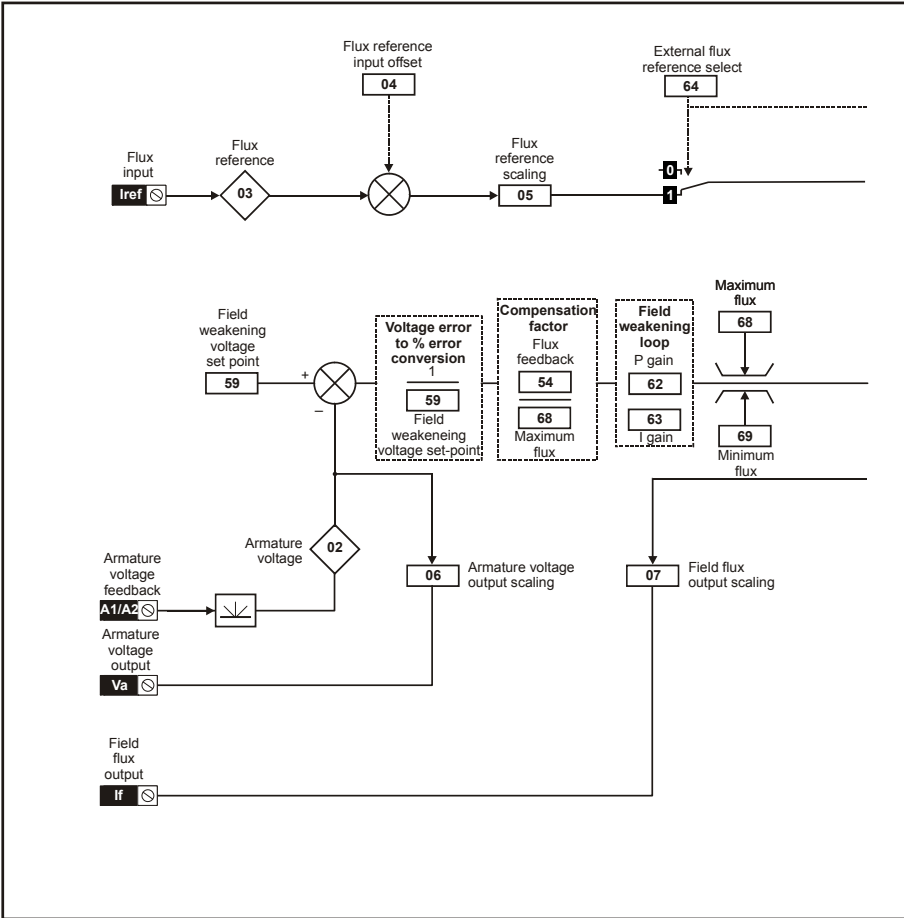 Flux reference
input offset
04
External flux
reference select
64
Flux
input
Iref
Flux
reference
03
Flux
reference
scaling
05
0
1
Field
weakening
voltage
set point
59
+
–
Voltage error
to % error
conversion
1
59
Field
weakeneing
voltage set-point
Compensation
factor
Flux
feedback
54
68
Maximum
flux
Field
weakening
loop
P gain
62
63
I gain
Maximum
flux
68
69
Minimum
flux
Armature
voltage
02
Armature
voltage
feedback
A1/A2
06
Armature voltage
output scaling
07
Field flux
output scaling
Armature
voltage
output
Va
Field
flux
output
If